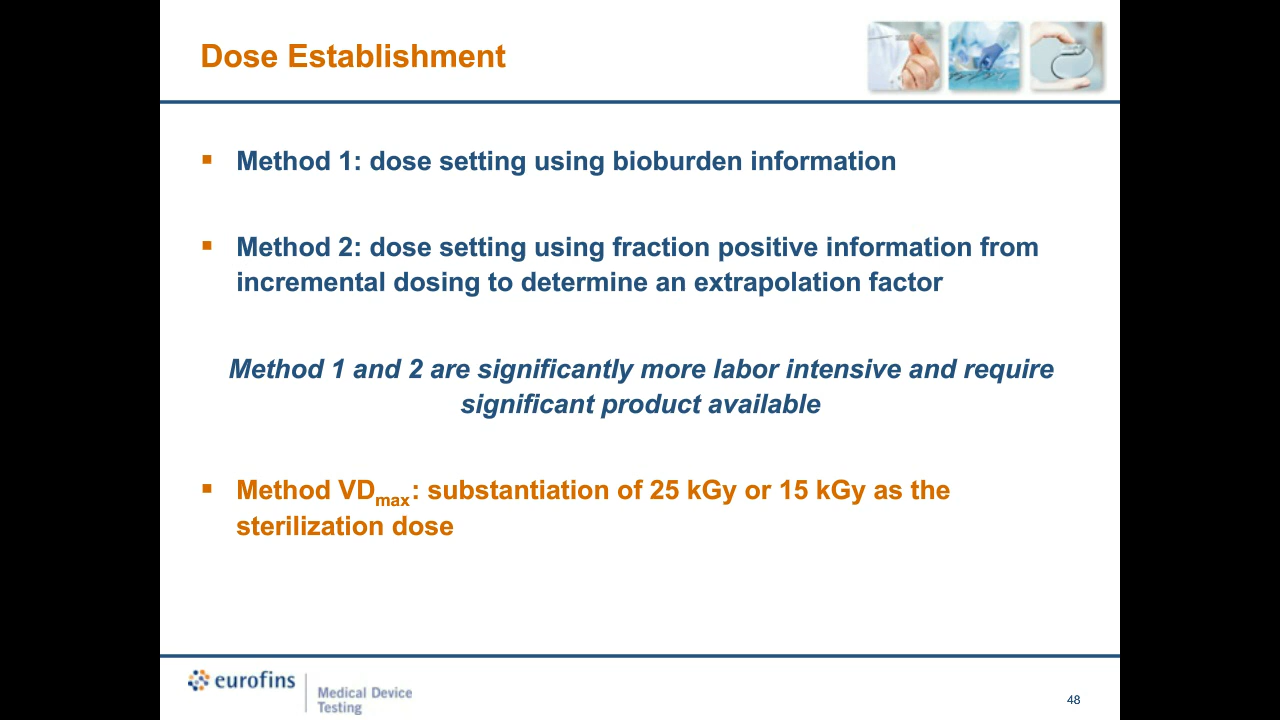 Dose Establishment
▪ Method 1: dose setting using bioburden information
▪ Method 2: dose setting using fraction positive information from
incremental dosing to determine an extrapolation factor
Method 1 and 2 are significantly more labor intensive and require
significant product available
▪ Method VDmax: substantiation of 25 kGy or 15 kGy as the
sterilization dose
eurofins
Medical Device
Testing
48